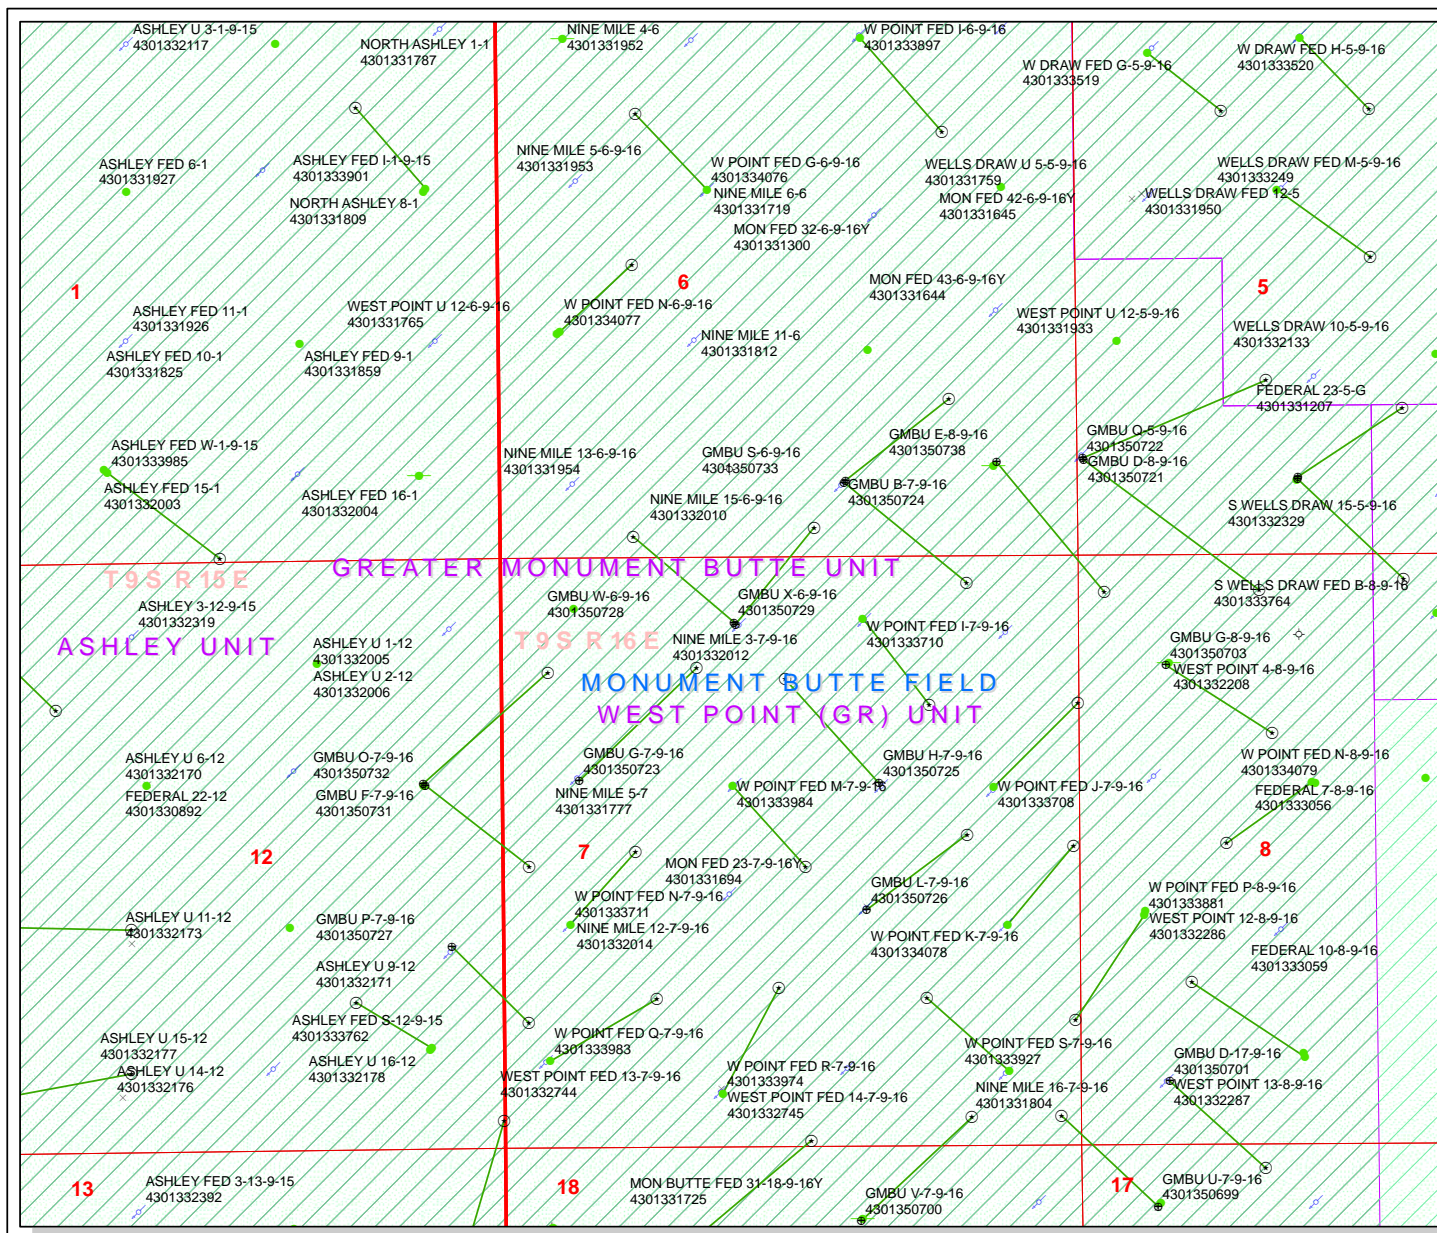 ASHLEY U 3-1-9-15
4301332117
NORTH ASHLEY 1-1
4301331787
NINE MILE 4-6
4301331952
W POINT FED I-6-9-16
4301333897
W DRAW FED G-5-9-16
4301333519
W DRAW FED H-5-9-16
4301333520
ASHLEY FED 6-1
4301331927
ASHLEY FED I-1-9-15
4301333901
NORTH ASHLEY 8-1
4301331809
NINE MILE 5-6-9-16
4301331953
W POINT FED G-6-9-16
4301334076
NINE MILE 6-6
4301331719
MON FED 32-6-9-16Y
4301331300
WELLS DRAW U 5-5-9-16
4301331759
MON FED 42-6-9-16Y
4301331645
WELLS DRAW FED M-5-9-16
4301333249
WELLS DRAW FED 12-5
4301331950
1
6
5
ASHLEY FED 11-1
4301331926
ASHLEY FED 10-1
4301331825
WEST POINT U 12-6-9-16
4301331765
ASHLEY FED 9-1
4301331859
W POINT FED N-6-9-16
4301334077
NINE MILE 11-6
4301331812
MON FED 43-6-9-16Y
4301331644
WEST POINT U 12-5-9-16
4301331933
WELLS DRAW 10-5-9-16
4301332133
FEDERAL 23-5-G
4301331207
ASHLEY FED W-1-9-15
4301333985
ASHLEY FED 15-1
4301332003
ASHLEY FED 16-1
4301332004
NINE MILE 13-6-9-16
4301331954
GMBU S-6-9-16
4301350733
NINE MILE 15-6-9-16
4301332010
GMBU E-8-9-16
4301350738
GMBU B-7-9-16
4301350724
GMBU Q-5-9-16
4301350722
GMBU D-8-9-16
4301350721
S WELLS DRAW 15-5-9-16
4301332329
GREATER MONUMENT BUTTE UNIT
T9S R15E
ASHLEY 3-12-9-15
4301332319
ASHLEY UNIT
ASHLEY U 1-12
4301332005
ASHLEY U 2-12
4301332006
GMBU W-6-9-16
4301350728
T9S R16E
GMBU X-6-9-16
4301350729
NINE MILE 3-7-9-16
4301332012
W POINT FED I-7-9-16
4301333710
S WELLS DRAW FED B-8-9-16
4301333764
GMBU G-8-9-16
4301350703
WEST POINT 4-8-9-16
4301332208
MONUMENT BUTTE FIELD
WEST POINT (GR) UNIT
ASHLEY U 6-12
4301332170
FEDERAL 22-12
4301330892
GMBU O-7-9-16
4301350732
GMBU F-7-9-16
4301350731
GMBU G-7-9-16
4301350723
NINE MILE 5-7
4301331777
W POINT FED M-7-9-16
4301333984
GMBU H-7-9-16
4301350725
W POINT FED J-7-9-16
4301333708
W POINT FED N-8-9-16
4301334079
FEDERAL 7-8-9-16
4301333056
12
7
8
MON FED 23-7-9-16Y
4301331694
W POINT FED N-7-9-16
4301333711
NINE MILE 12-7-9-16
4301332014
GMBU L-7-9-16
4301350726
W POINT FED K-7-9-16
4301334078
W POINT FED P-8-9-16
4301333881
WEST POINT 12-8-9-16
4301332286
FEDERAL 10-8-9-16
4301333059
ASHLEY U 11-12
4301332173
GMBU P-7-9-16
4301350727
ASHLEY U 9-12
4301332171
ASHLEY FED S-12-9-15
4301333762
ASHLEY U 16-12
4301332178
ASHLEY U 15-12
4301332177
ASHLEY U 14-12
4301332176
W POINT FED Q-7-9-16
4301333983
WEST POINT FED 13-7-9-16
4301332744
W POINT FED R-7-9-16
4301333974
WEST POINT FED 14-7-9-16
4301332745
W POINT FED S-7-9-16
4301333927
NINE MILE 16-7-9-16
4301331804
GMBU D-17-9-16
4301350701
WEST POINT 13-8-9-16
4301332287
13
ASHLEY FED 3-13-9-15
4301332392
18
MON BUTTE FED 31-18-9-16Y
4301331725
GMBU V-7-9-16
4301350700
17
GMBU U-7-9-16
4301350699